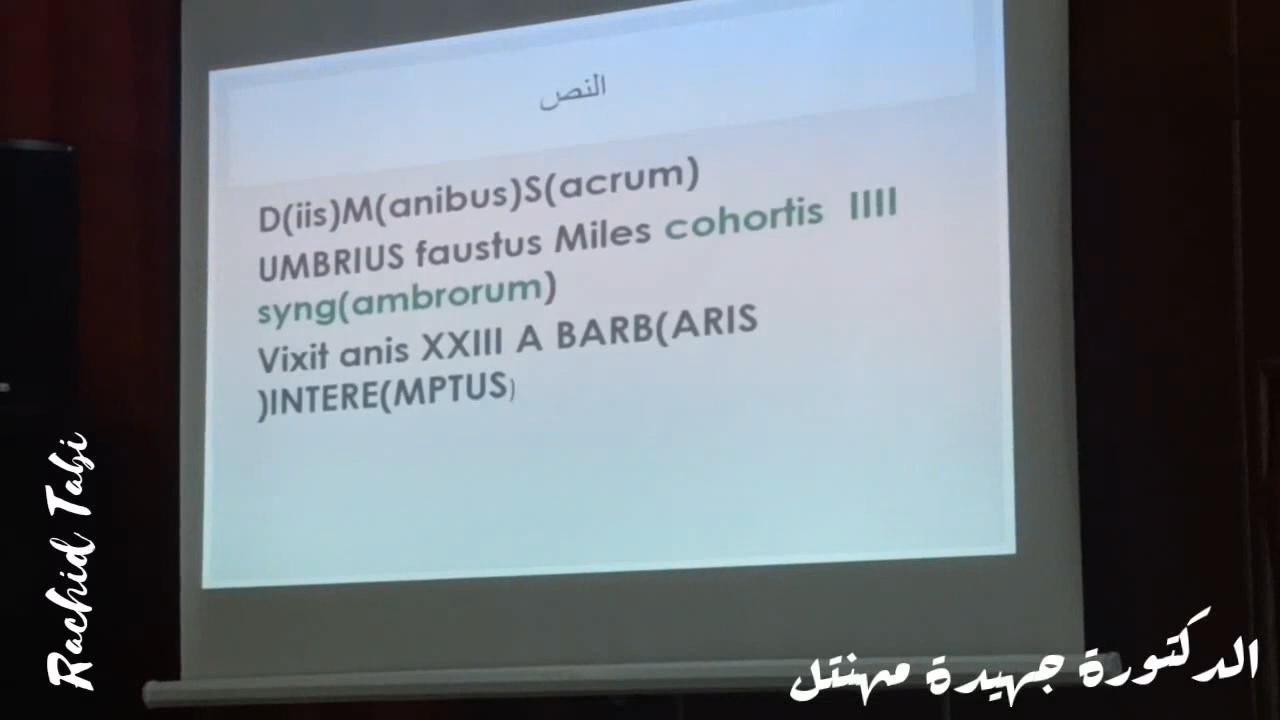 النص
D(iis)M(anibus)S(acrum)
UMBRIUS faustus Miles cohortis IIII
syng(ambrorum)
Vixit anis XXIII A BARB(ARIS
)INTERE(MPTUS)
Rachid Tabi
الدكتورة جهيدة مهنتل